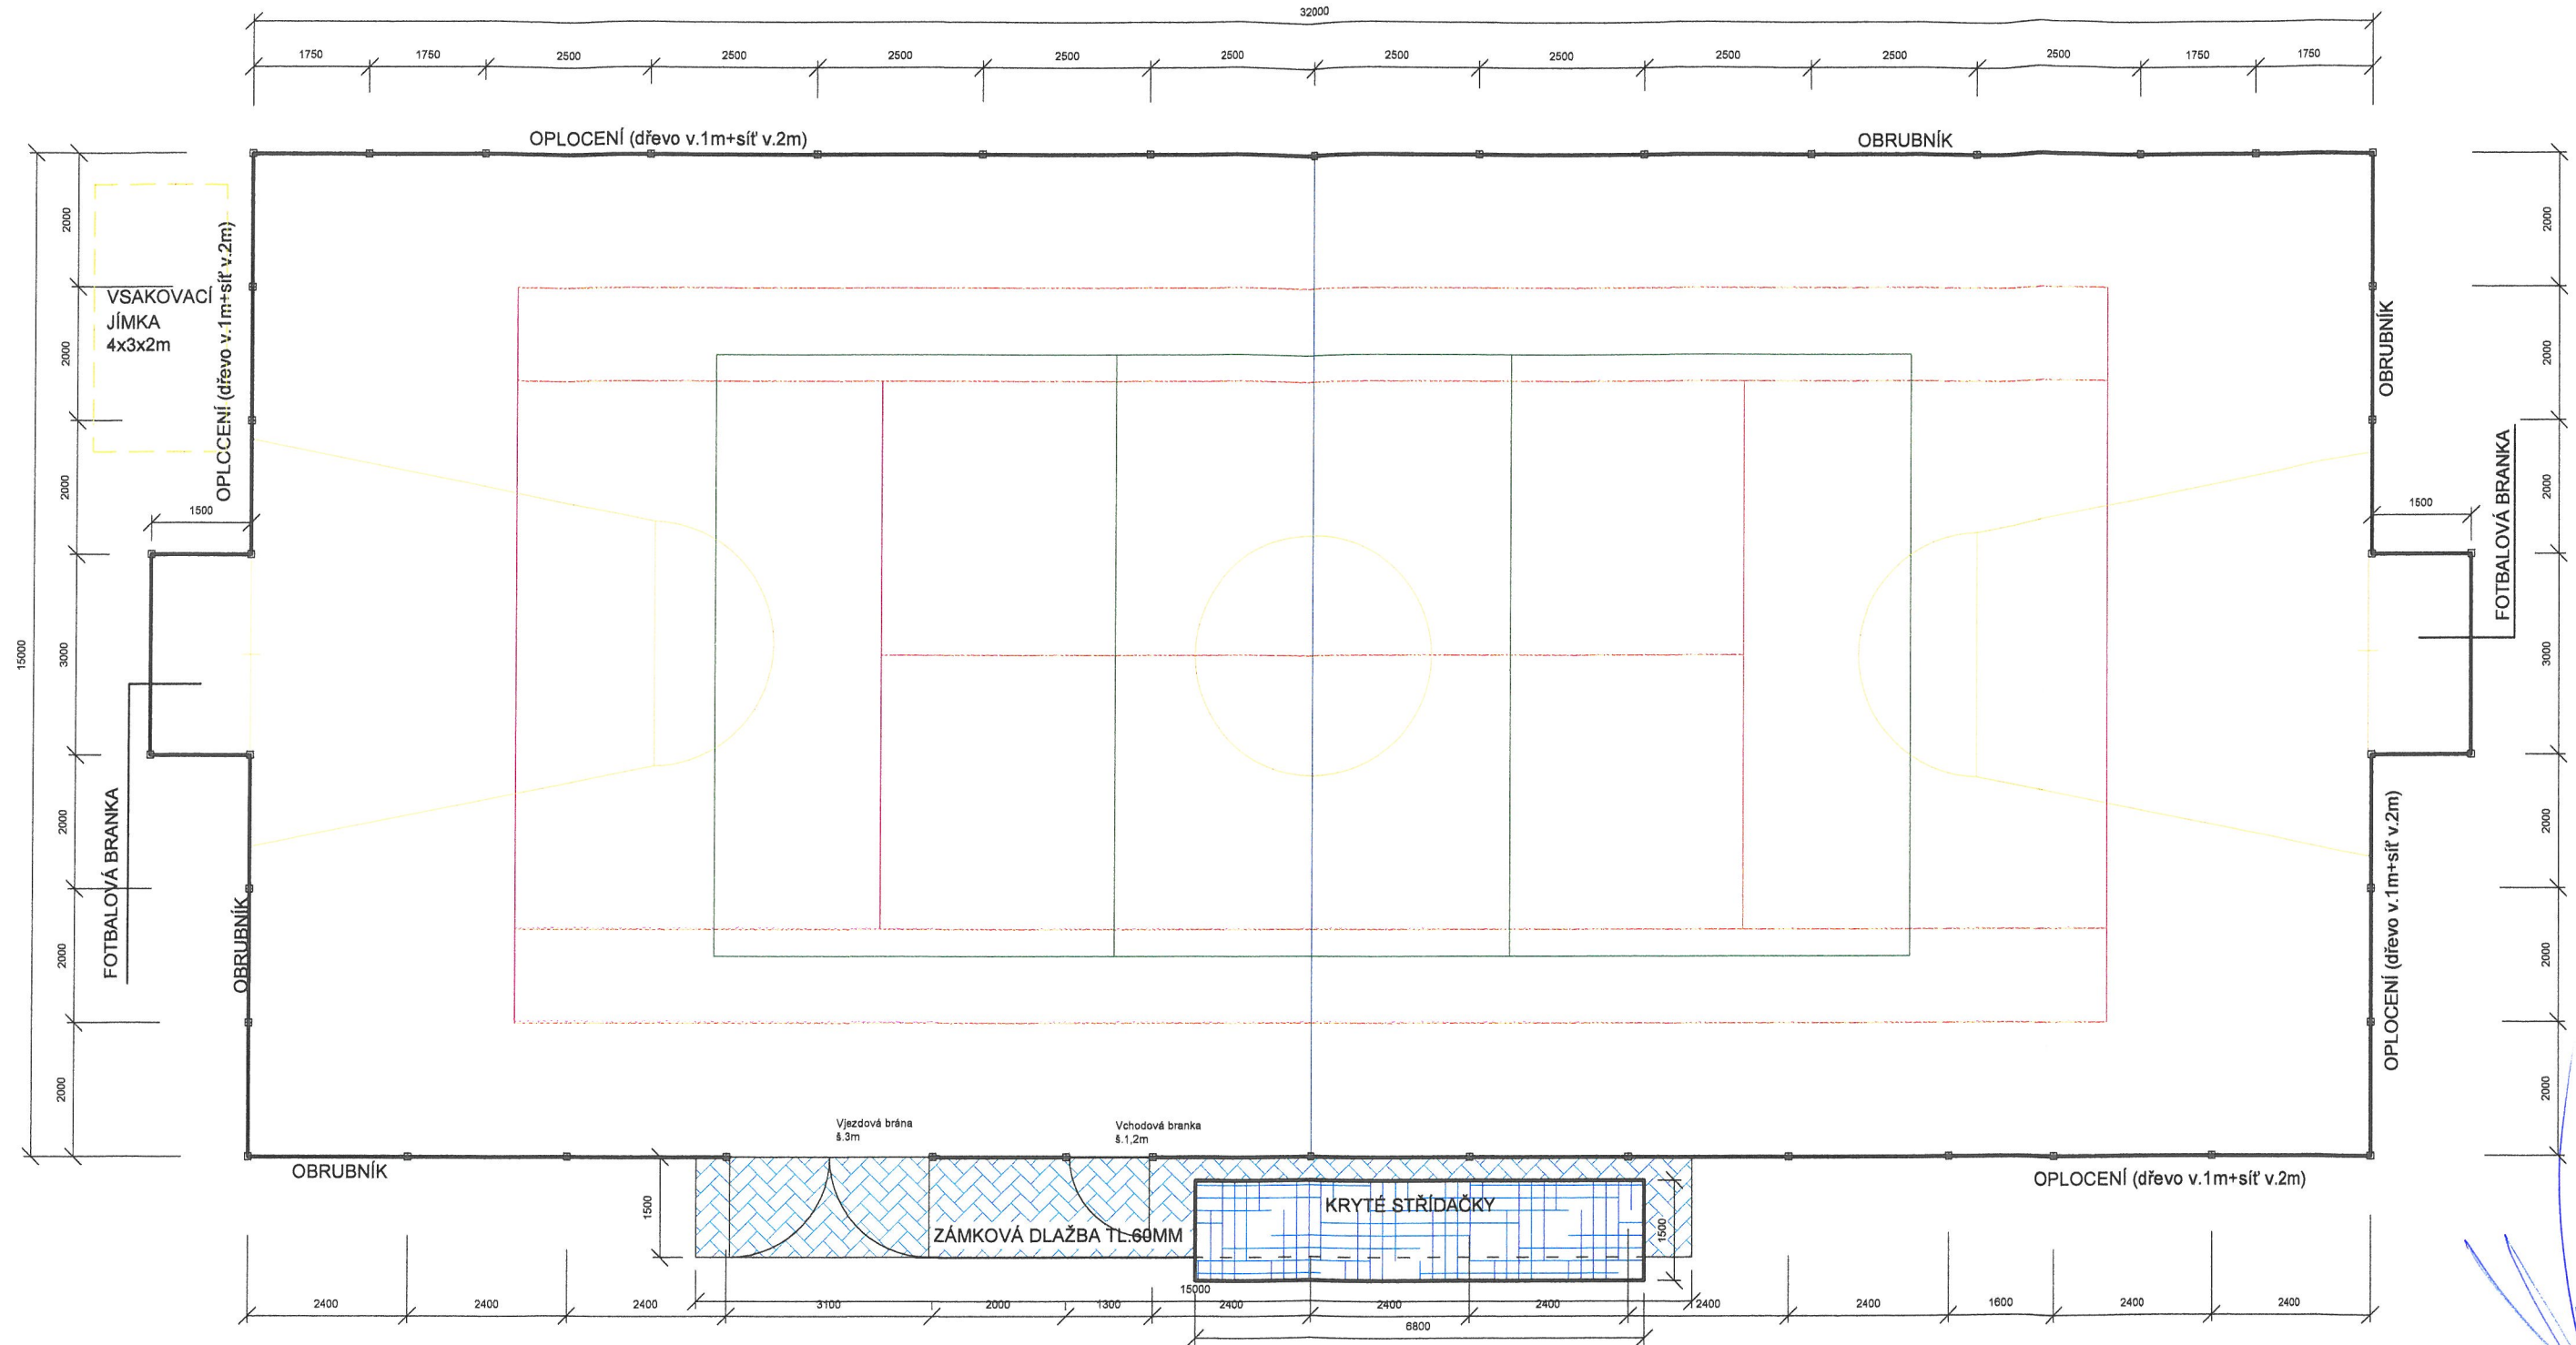 32000
1750 1750 2500 2500 2500 2500 2500 2500 2500 2500 2500 2500 1750 1750
OPLOCENÍ (dřevo v.1m+síť v.2m)
OBRUBNÍK
2000
2000
2000
3000
2000
2000
2000
15000
VSAKOVACÍ
JÍMKA
4x3x2m
OPLOCENÍ (dřevo v.1m+síť v.2m)
1500
FOTBALOVÁ BRANKA
OBRUBNÍK
OBRUBNÍK
FOTBALOVÁ BRANKA
1500
OPLOCENÍ (dřevo v.1m+síť v.2m)
2000
2000
2000
3000
2000
2000
2000
Vjezdová brána
š.3m
Vchodová branka
š.1,2m
OBRUBNÍK
OPLOCENÍ (dřevo v.1m+síť v.2m)
1500
KRYTÉ STŘÍDAČKY
ZÁMKOVÁ DLAŽBA TL.60MM
1500
15000
2400 2400 2400 3100 2000 1300 2400 2400 2400 2400 2400 1600 2400 2400
6800